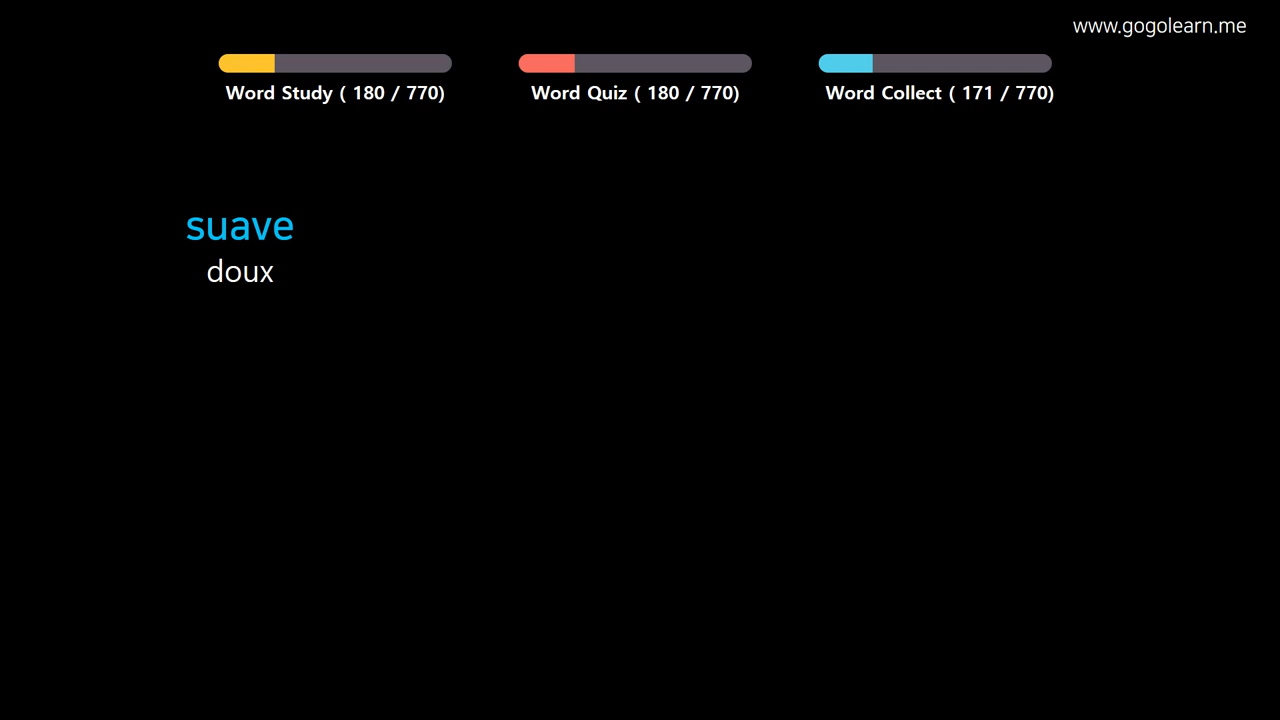 www.gogolearn.me
Word Study ( 180 / 770)
Word Quiz ( 180 / 770)
Word Collect ( 171 / 770)
suave
doux